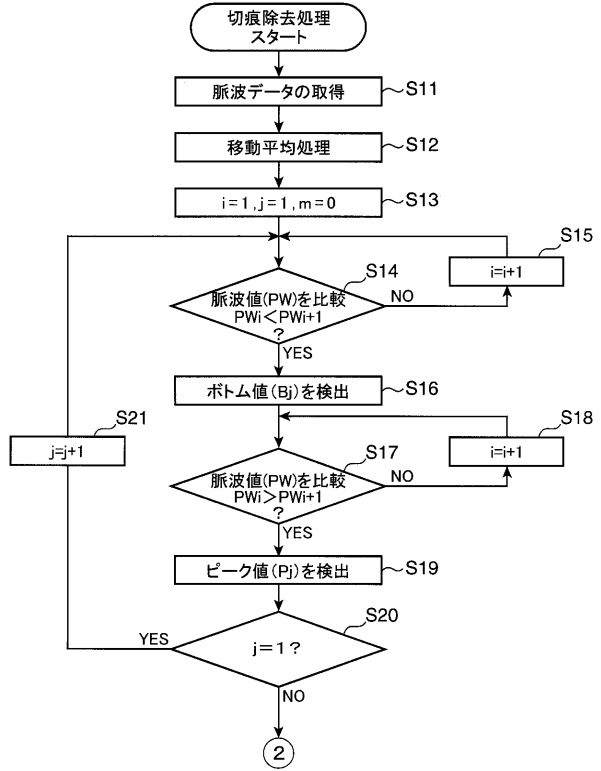 切痕除去処理
スタート
脈波データの取得
S11
移動平均処理
S12
i=1,j=1,m=0
S13
S15
i=i+1
S14
脈波値(PW)を比較
PWi<PWi+1
?
NO
YES
ボトム値(Bj)を検出
S16
S21
j=j+1
S18
i=i+1
S17
脈波値(PW)を比較
PWi>PWi+1
?
NO
YES
ピーク値(Pj)を検出
S19
S20
YES
j=1?
NO
2